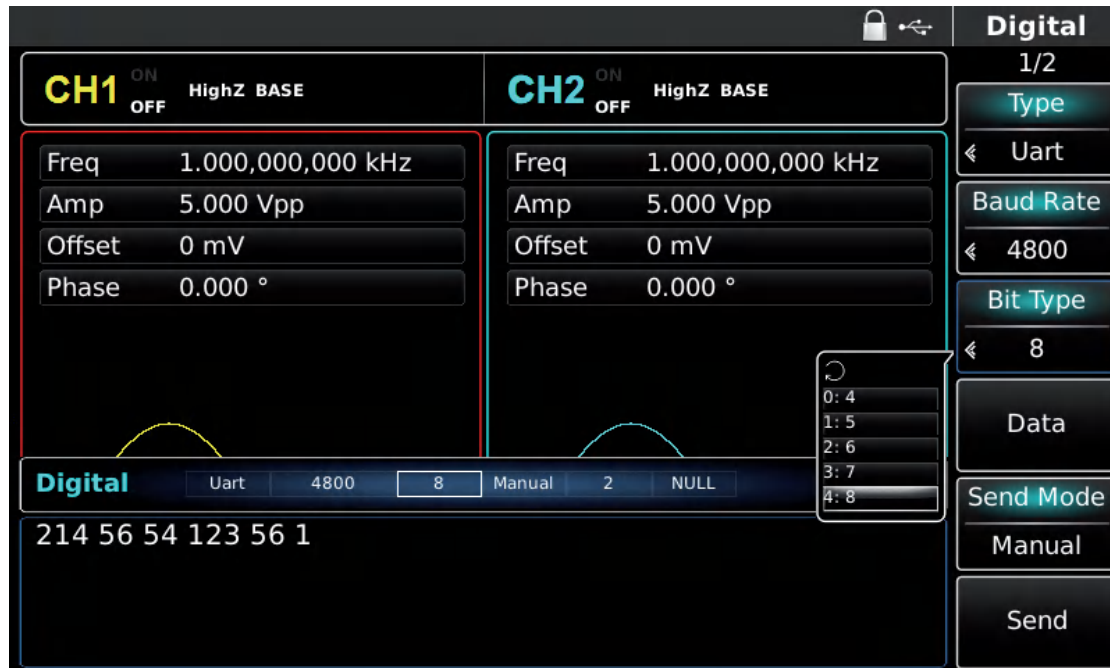 Digital
1/2
CH1 ON OFF HighZ BASE
CH2 ON OFF HighZ BASE
Type
Uart
Freq 1.000,000,000 kHz
Amp 5.000 Vpp
Offset 0 mV
Phase 0.000 °
Freq 1.000,000,000 kHz
Amp 5.000 Vpp
Offset 0 mV
Phase 0.000 °
Baud Rate
4800
Bit Type
8
0: 4
1: 5
2: 6
3: 7
4: 8
Data
Digital Uart 4800 8 Manual 2 NULL
Send Mode
Manual
214 56 54 123 56 1
Send